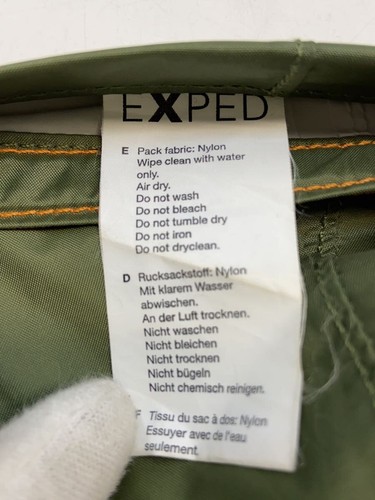 EXPED
E Pack fabric: Nylon
Wipe clean with water
only.
Air dry.
Do not wash
Do not bleach
Do not tumble dry
Do not iron
Do not dryclean.
D Rucksackstoff: Nylon
Mit klarem Wasser
abwischen.
An der Luft trocknen.
Nicht waschen
Nicht bleichen
Nicht trocknen
Nicht bügeln
Nicht chemisch reinigen.
F Tissu du sac à dos: Nylon
Essuyer avec de l'eau
seulement